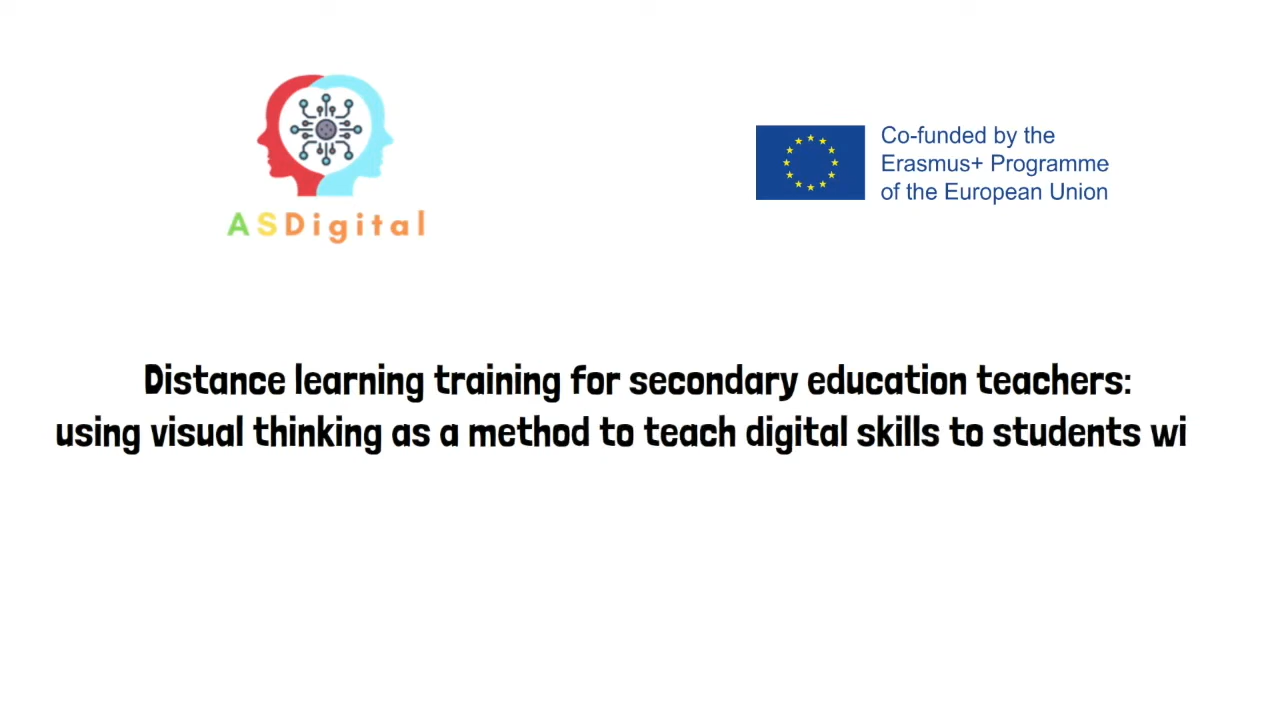 ASDigital
Co-funded by the
Erasmus+ Programme
of the European Union
Distance learning training for secondary education teachers:
using visual thinking as a method to teach digital skills to students wi